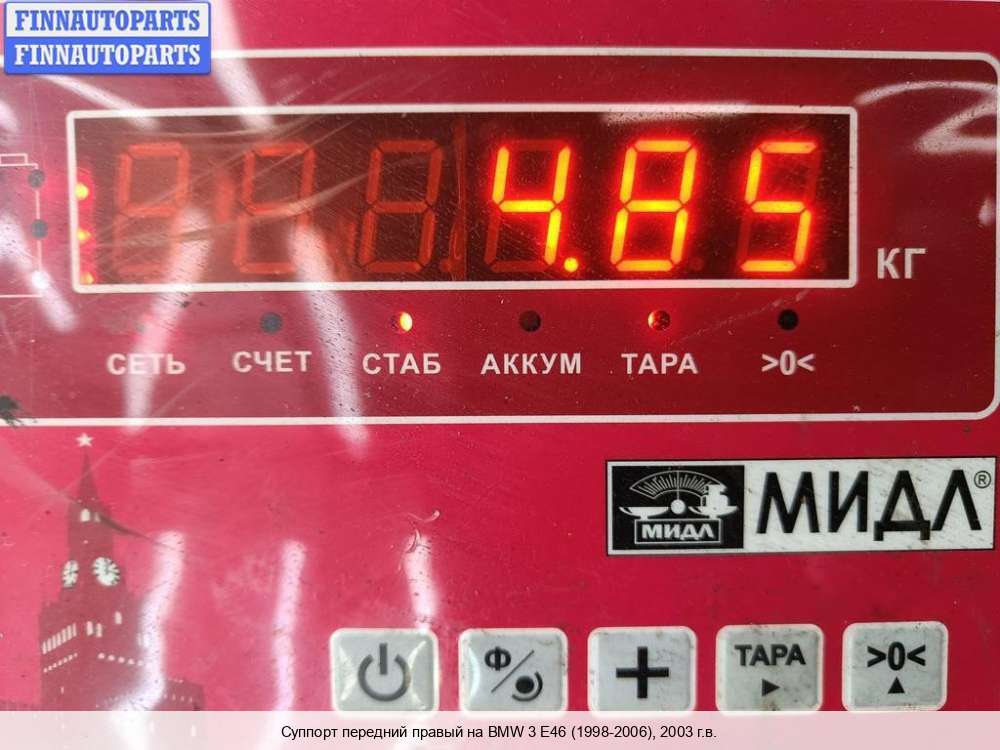 FINNAUTOPARTS
FINNAUTOPARTS
4.85
КГ
СЕТЬ СЧЕТ СТАБ АККУМ ТАРА >0<
МИДЛ МИДЛ®
Ф/ + ТАРА >0<
Суппорт передний правый на BMW 3 E46 (1998-2006), 2003 г.в.